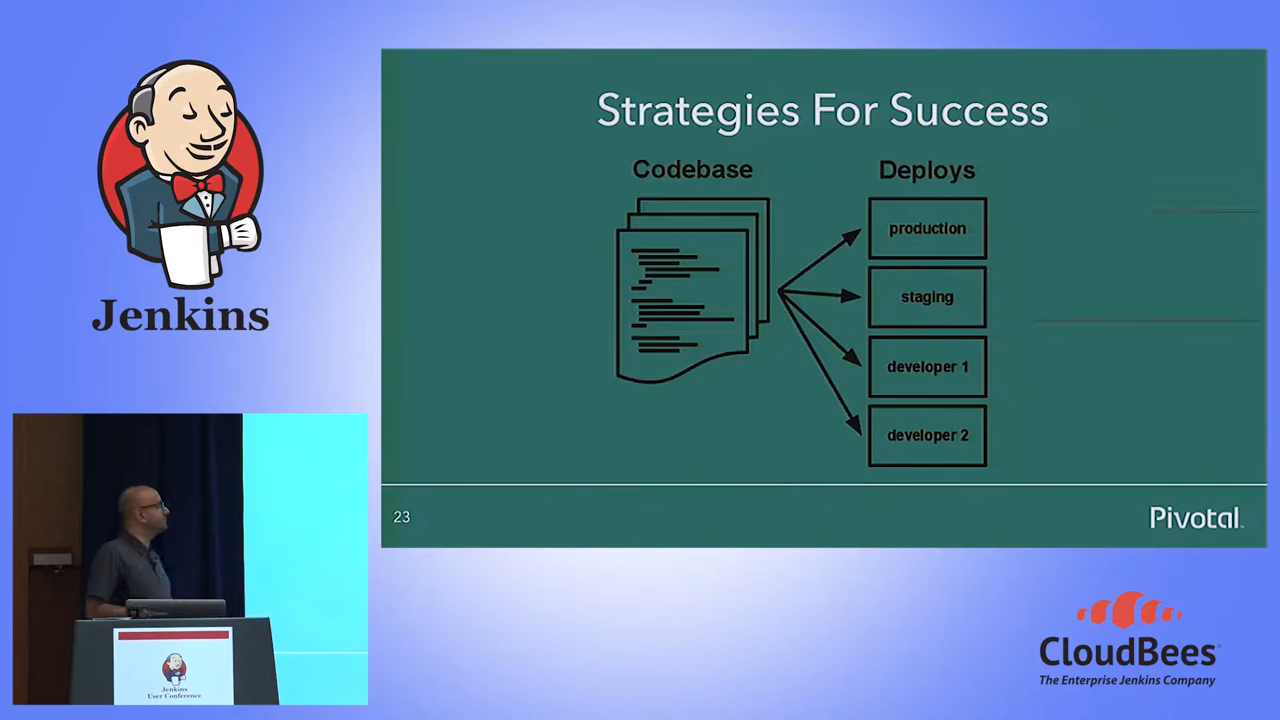 Jenkins
Strategies For Success
Codebase
Deploys
production
staging
developer 1
developer 2
23
Pivotal
Jenkins
User Conference
CloudBees
The Enterprise Jenkins Company